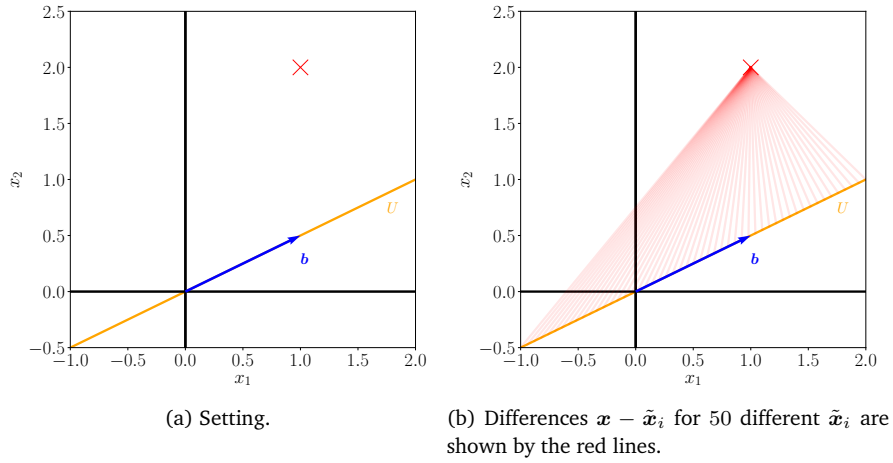 2.5
2.0
1.5
1.0
0.5
0.0
−0.5
x₂
−1.0 −0.5 0.0 0.5 1.0 1.5 2.0
x₁
U
b
(a) Setting.
2.5
2.0
1.5
1.0
0.5
0.0
−0.5
x₂
−1.0 −0.5 0.0 0.5 1.0 1.5 2.0
x₁
U
b
(b) Differences x − x̃ᵢ for 50 different x̃ᵢ are
shown by the red lines.